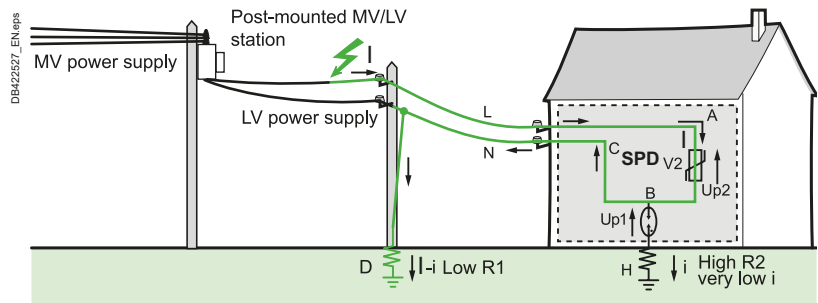 DB422527_EN.eps
Post-mounted MV/LV
station
MV power supply
I
LV power supply
L
N
A
I
C
SPD
V2
Up2
B
Up1
D
I-i Low R1
H
i
High R2
very low i